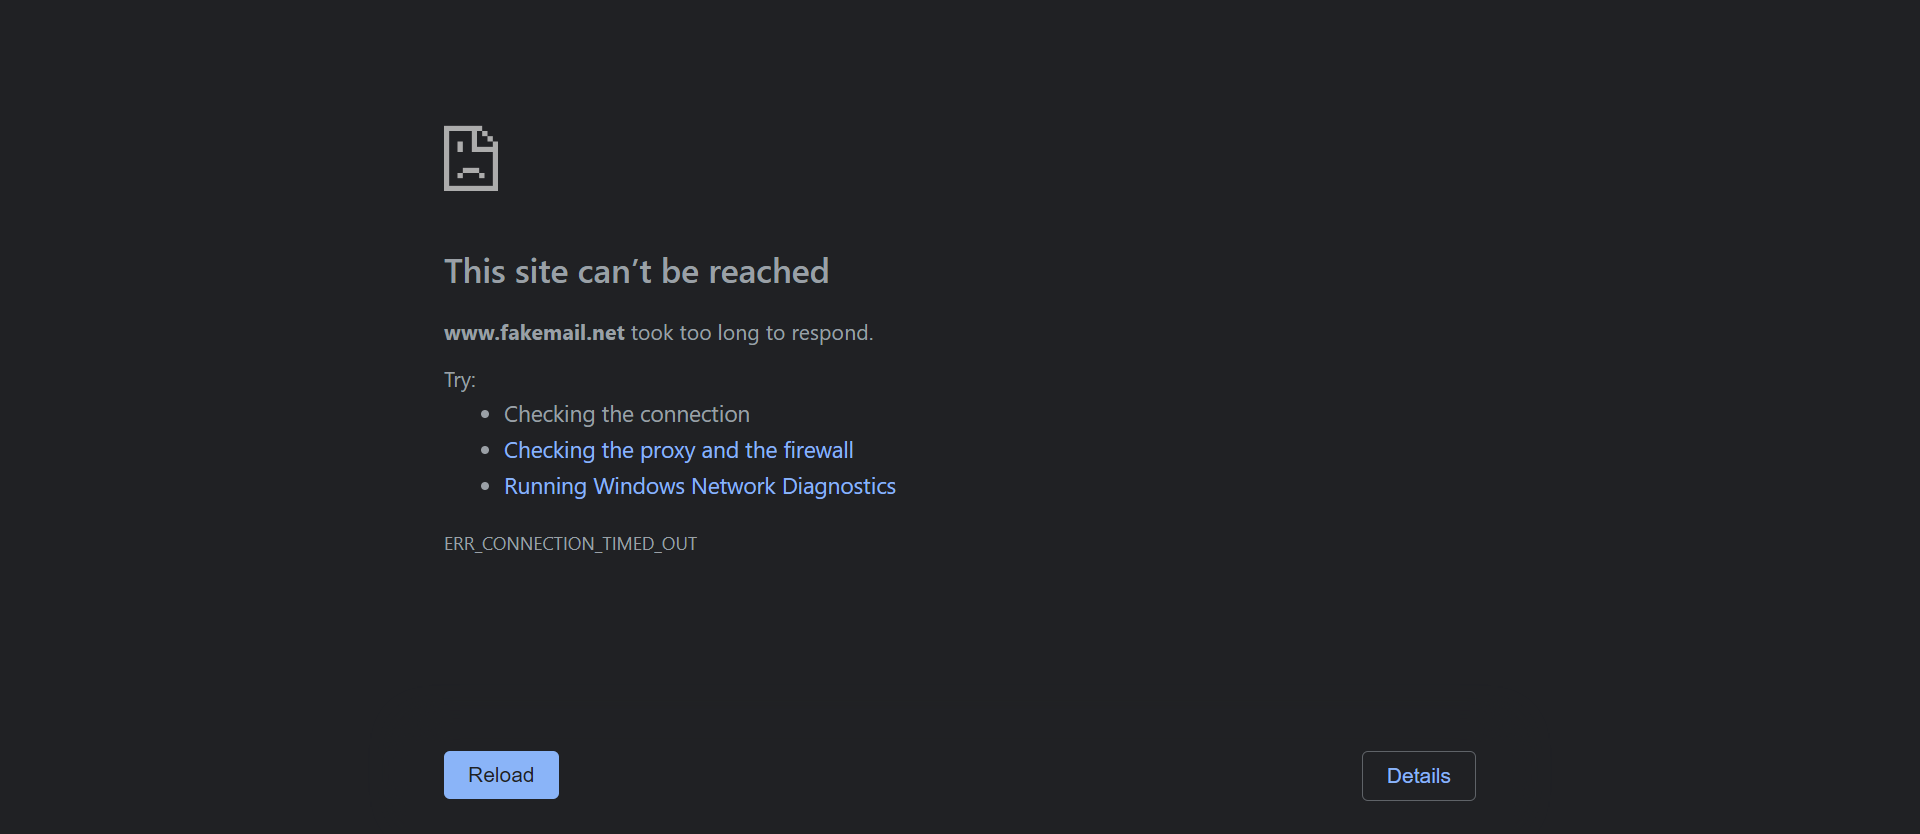 This site can’t be reached
www.fakemail.net took too long to respond.
Try:
Checking the connection
Checking the proxy and the firewall
Running Windows Network Diagnostics
ERR_CONNECTION_TIMED_OUT
Reload
Details